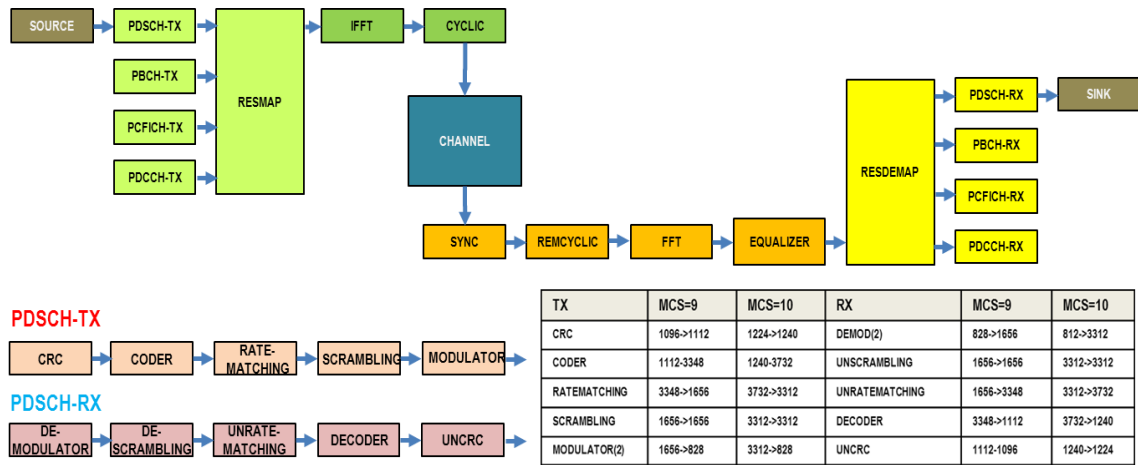 SOURCE
PDSCH-TX
PBCH-TX
PCFICH-TX
PDCCH-TX
RESMAP
IFFT
CYCLIC
CHANNEL
SYNC
REMCYCLIC
FFT
EQUALIZER
RESDEMAP
PDSCH-RX
PBCH-RX
PCFICH-RX
PDCCH-RX
SINK
PDSCH-TX
CRC
CODER
RATE-
MATCHING
SCRAMBLING
MODULATOR
PDSCH-RX
DE-
MODULATOR
DE-
SCRAMBLING
UNRATE-
MATCHING
DECODER
UNCRC
TX MCS=9 MCS=10 RX MCS=9 MCS=10
CRC 1096->1112 1224->1240 DEMOD(2) 828->1656 812->3312
CODER 1112-3348 1240-3732 UNSCRAMBLING 1656->1656 3312->3312
RATEMATCHING 3348->1656 3732->3312 UNRATEMATCHING 1656->3348 3312->3732
SCRAMBLING 1656->1656 3312->3312 DECODER 3348->1112 3732->1240
MODULATOR(2) 1656->828 3312->828 UNCRC 1112-1096 1240->1224